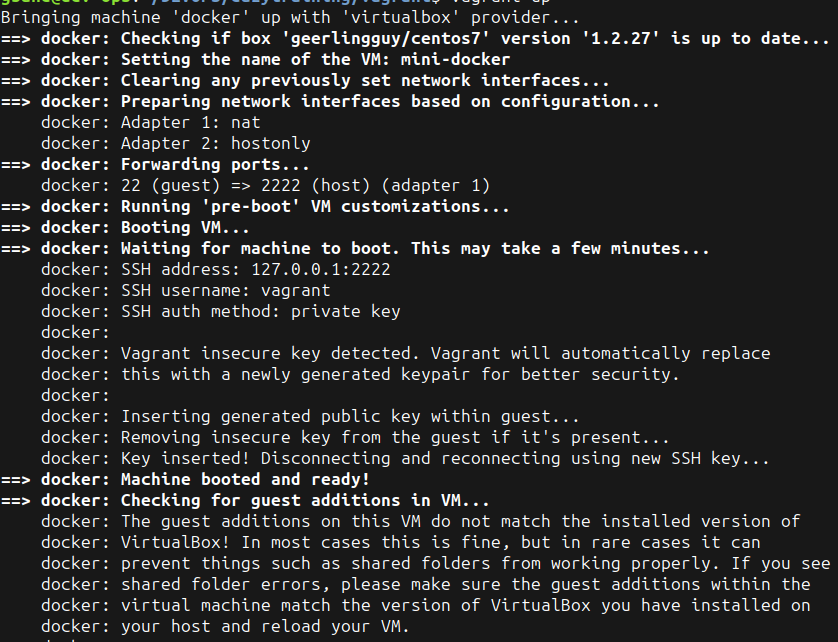 Bringing machine 'docker' up with 'virtualbox' provider...
==> docker: Checking if box 'geerlingguy/centos7' version '1.2.27' is up to date...
==> docker: Setting the name of the VM: mini-docker
==> docker: Clearing any previously set network interfaces...
==> docker: Preparing network interfaces based on configuration...
    docker: Adapter 1: nat
    docker: Adapter 2: hostonly
==> docker: Forwarding ports...
    docker: 22 (guest) => 2222 (host) (adapter 1)
==> docker: Running 'pre-boot' VM customizations...
==> docker: Booting VM...
==> docker: Waiting for machine to boot. This may take a few minutes...
    docker: SSH address: 127.0.0.1:2222
    docker: SSH username: vagrant
    docker: SSH auth method: private key
    docker:
    docker: Vagrant insecure key detected. Vagrant will automatically replace
    docker: this with a newly generated keypair for better security.
    docker:
    docker: Inserting generated public key within guest...
    docker: Removing insecure key from the guest if it's present...
    docker: Key inserted! Disconnecting and reconnecting using new SSH key...
==> docker: Machine booted and ready!
==> docker: Checking for guest additions in VM...
    docker: The guest additions on this VM do not match the installed version of
    docker: VirtualBox! In most cases this is fine, but in rare cases it can
    docker: prevent things such as shared folders from working properly. If you see
    docker: shared folder errors, please make sure the guest additions within the
    docker: virtual machine match the version of VirtualBox you have installed on
    docker: your host and reload your VM.